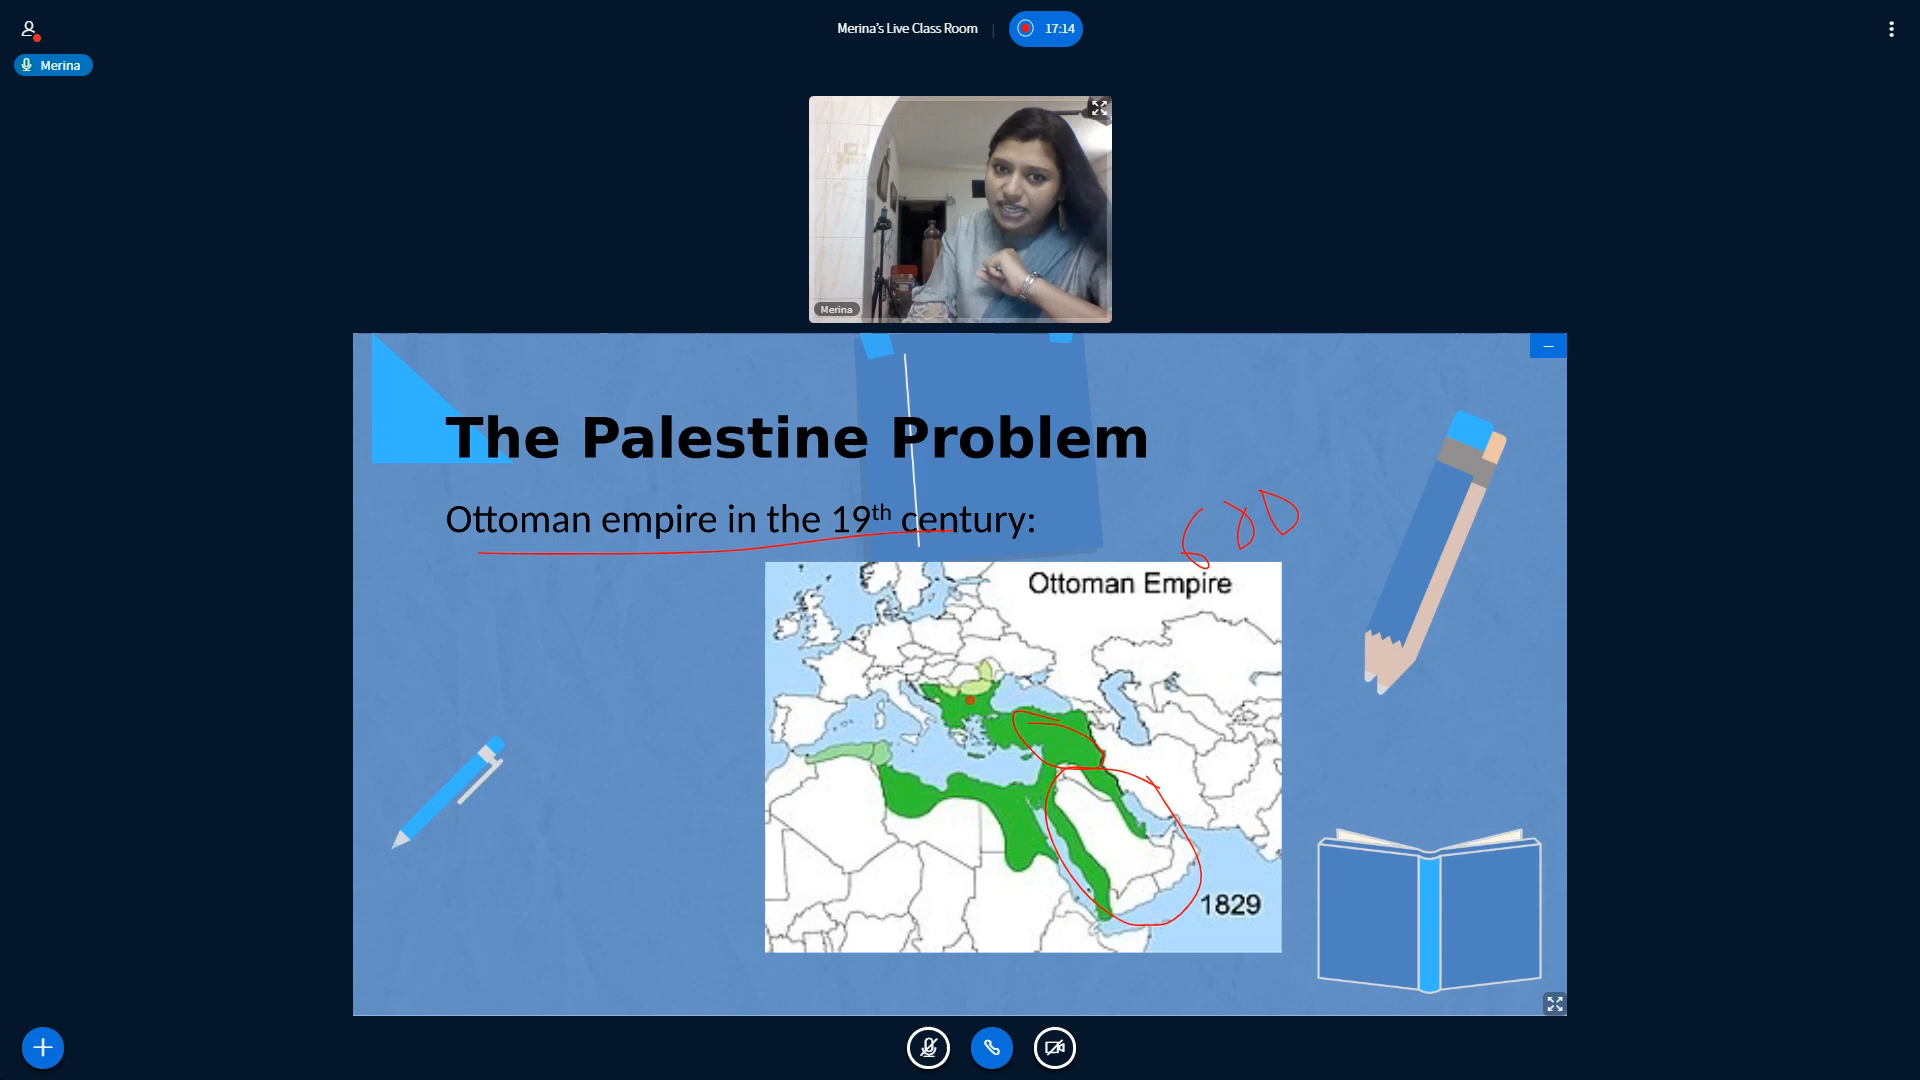 Merina's Live Class Room
17:14
Merina
Merina
The Palestine Problem
Ottoman empire in the 19th century:
600
Ottoman Empire
1829